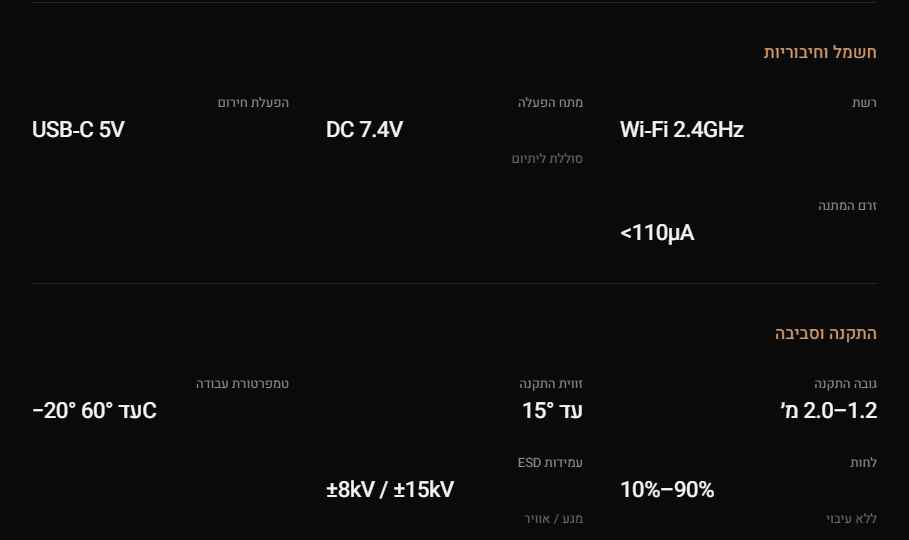 חשמל וחיבוריות
רשת
Wi-Fi 2.4GHz
מתח הפעלה
DC 7.4V
סוללת ליתיום
הפעלת חירום
USB-C 5V
זרם המתנה
<110μA
התקנה וסביבה
גובה התקנה
1.2–2.0 מ׳
זווית התקנה
עד 15°
טמפרטורת עבודה
−20° עד 60°C
לחות
10%–90%
ללא עיבוי
עמידות ESD
±8kV / ±15kV
מגע / אוויר